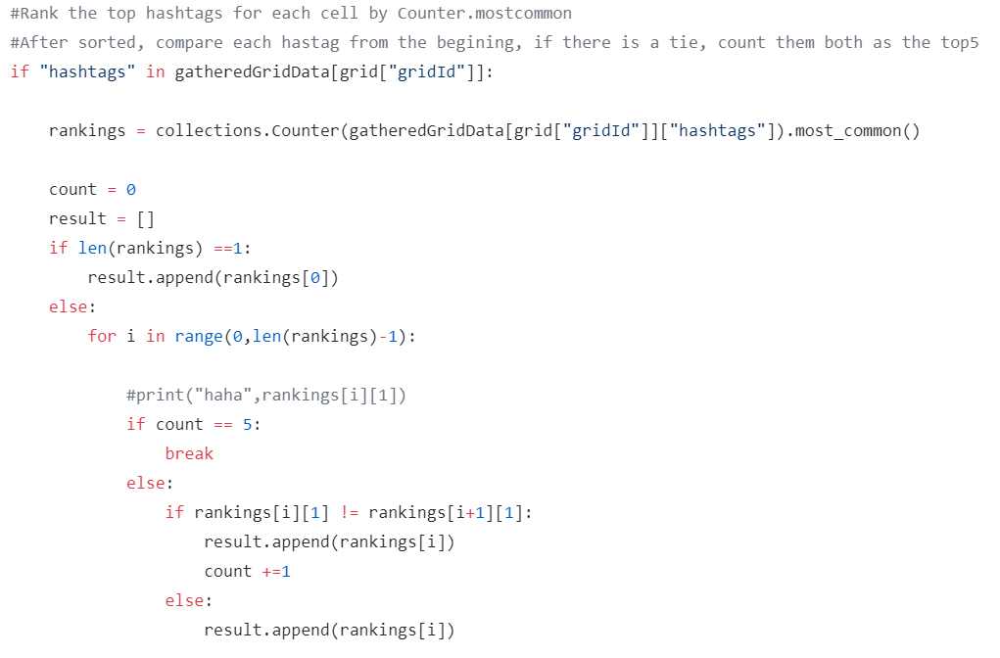 #Rank the top hashtags for each cell by Counter.mostcommon
#After sorted, compare each hastag from the begining, if there is a tie, count them both as the top5
if "hashtags" in gatheredGridData[grid["gridId"]]:
    rankings = collections.Counter(gatheredGridData[grid["gridId"]]["hashtags"]).most_common()
    count = 0
    result = []
    if len(rankings) ==1:
        result.append(rankings[0])
    else:
        for i in range(0,len(rankings)-1):
            #print("haha",rankings[i][1])
            if count == 5:
                break
            else:
                if rankings[i][1] != rankings[i+1][1]:
                    result.append(rankings[i])
                    count +=1
                else:
                    result.append(rankings[i])